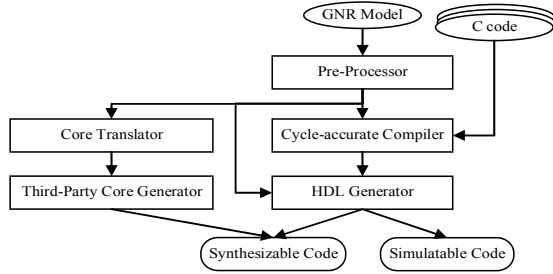 GNR Model
C code
Pre-Processor
Core Translator
Cycle-accurate Compiler
Third-Party Core Generator
HDL Generator
Synthesizable Code
Simulatable Code